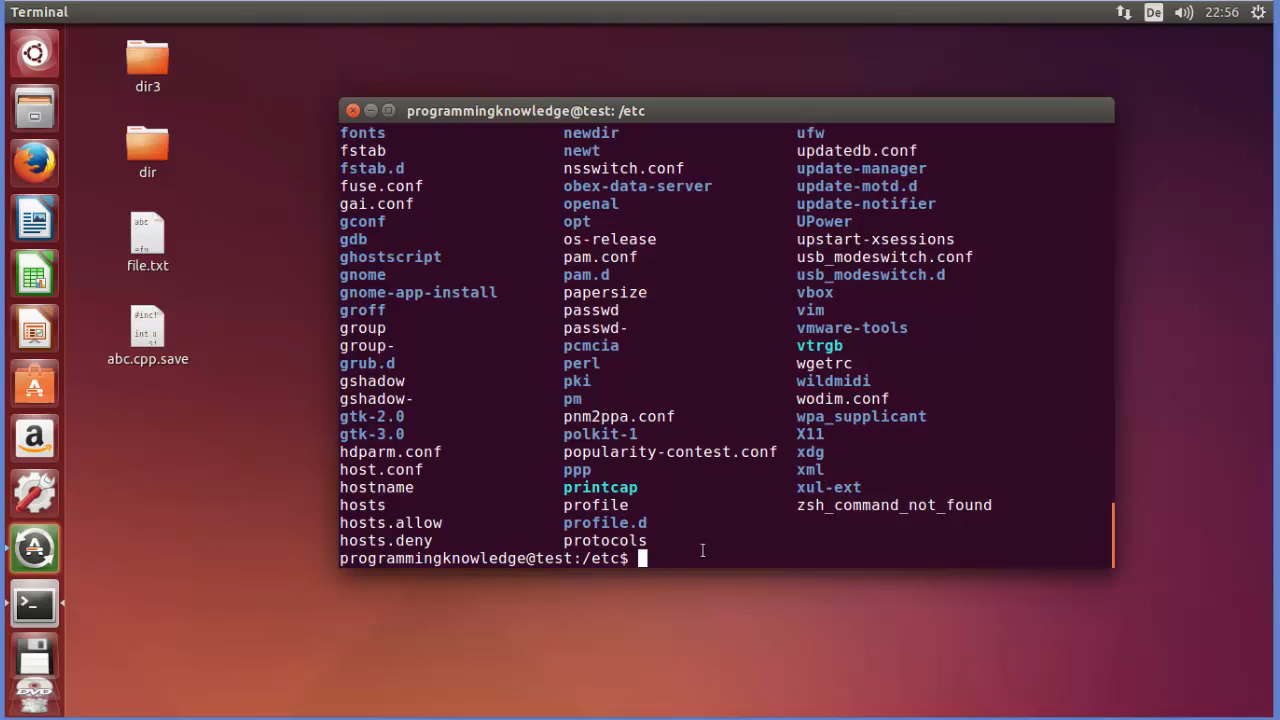 Terminal
De
22:56
dir3
dir
abc
file.txt
#incl
int
abc.cpp.save
programmingknowledge@test: /etc
fonts newdir ufw
fstab newt updatedb.conf
fstab.d nsswitch.conf update-manager
fuse.conf obex-data-server update-motd.d
gai.conf openal update-notifier
gconf opt UPower
gdb os-release upstart-xsessions
ghostscript pam.conf usb_modeswitch.conf
gnome pam.d usb_modeswitch.d
gnome-app-install papersize vbox
groff passwd vim
group passwd- vmware-tools
group- pcmcia vtrgb
grub.d perl wgetrc
gshadow pki wildmidi
gshadow- pm wodim.conf
gtk-2.0 pnm2ppa.conf wpa_supplicant
gtk-3.0 polkit-1 X11
hdparm.conf popularity-contest.conf xdg
host.conf ppp xml
hostname printcap xul-ext
hosts profile zsh_command_not_found
hosts.allow profile.d
hosts.deny protocols
programmingknowledge@test:/etc$
DVD